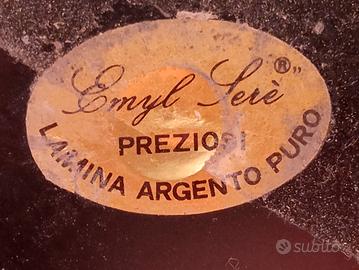 Emyl Serè ®"
PREZIOSI
LAMINA ARGENTO PURO
subito